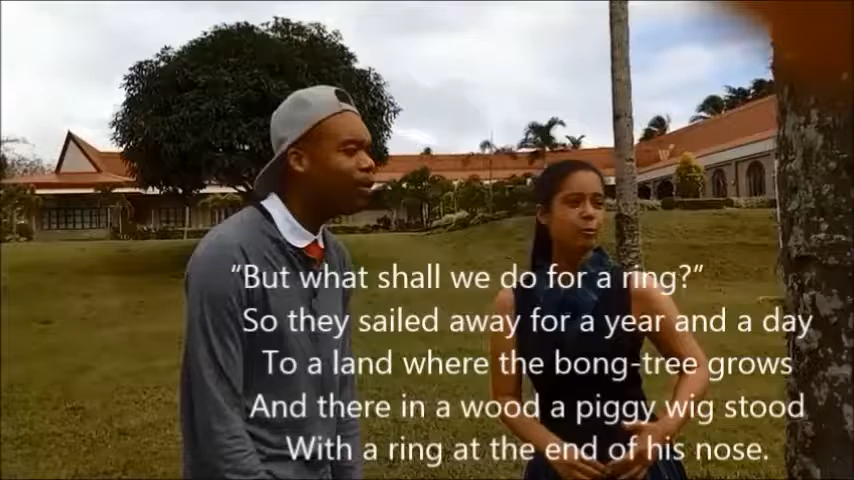 “But what shall we do for a ring?”
So they sailed away for a year and a day
To a land where the bong-tree grows
And there in a wood a piggy wig stood
With a ring at the end of his nose.